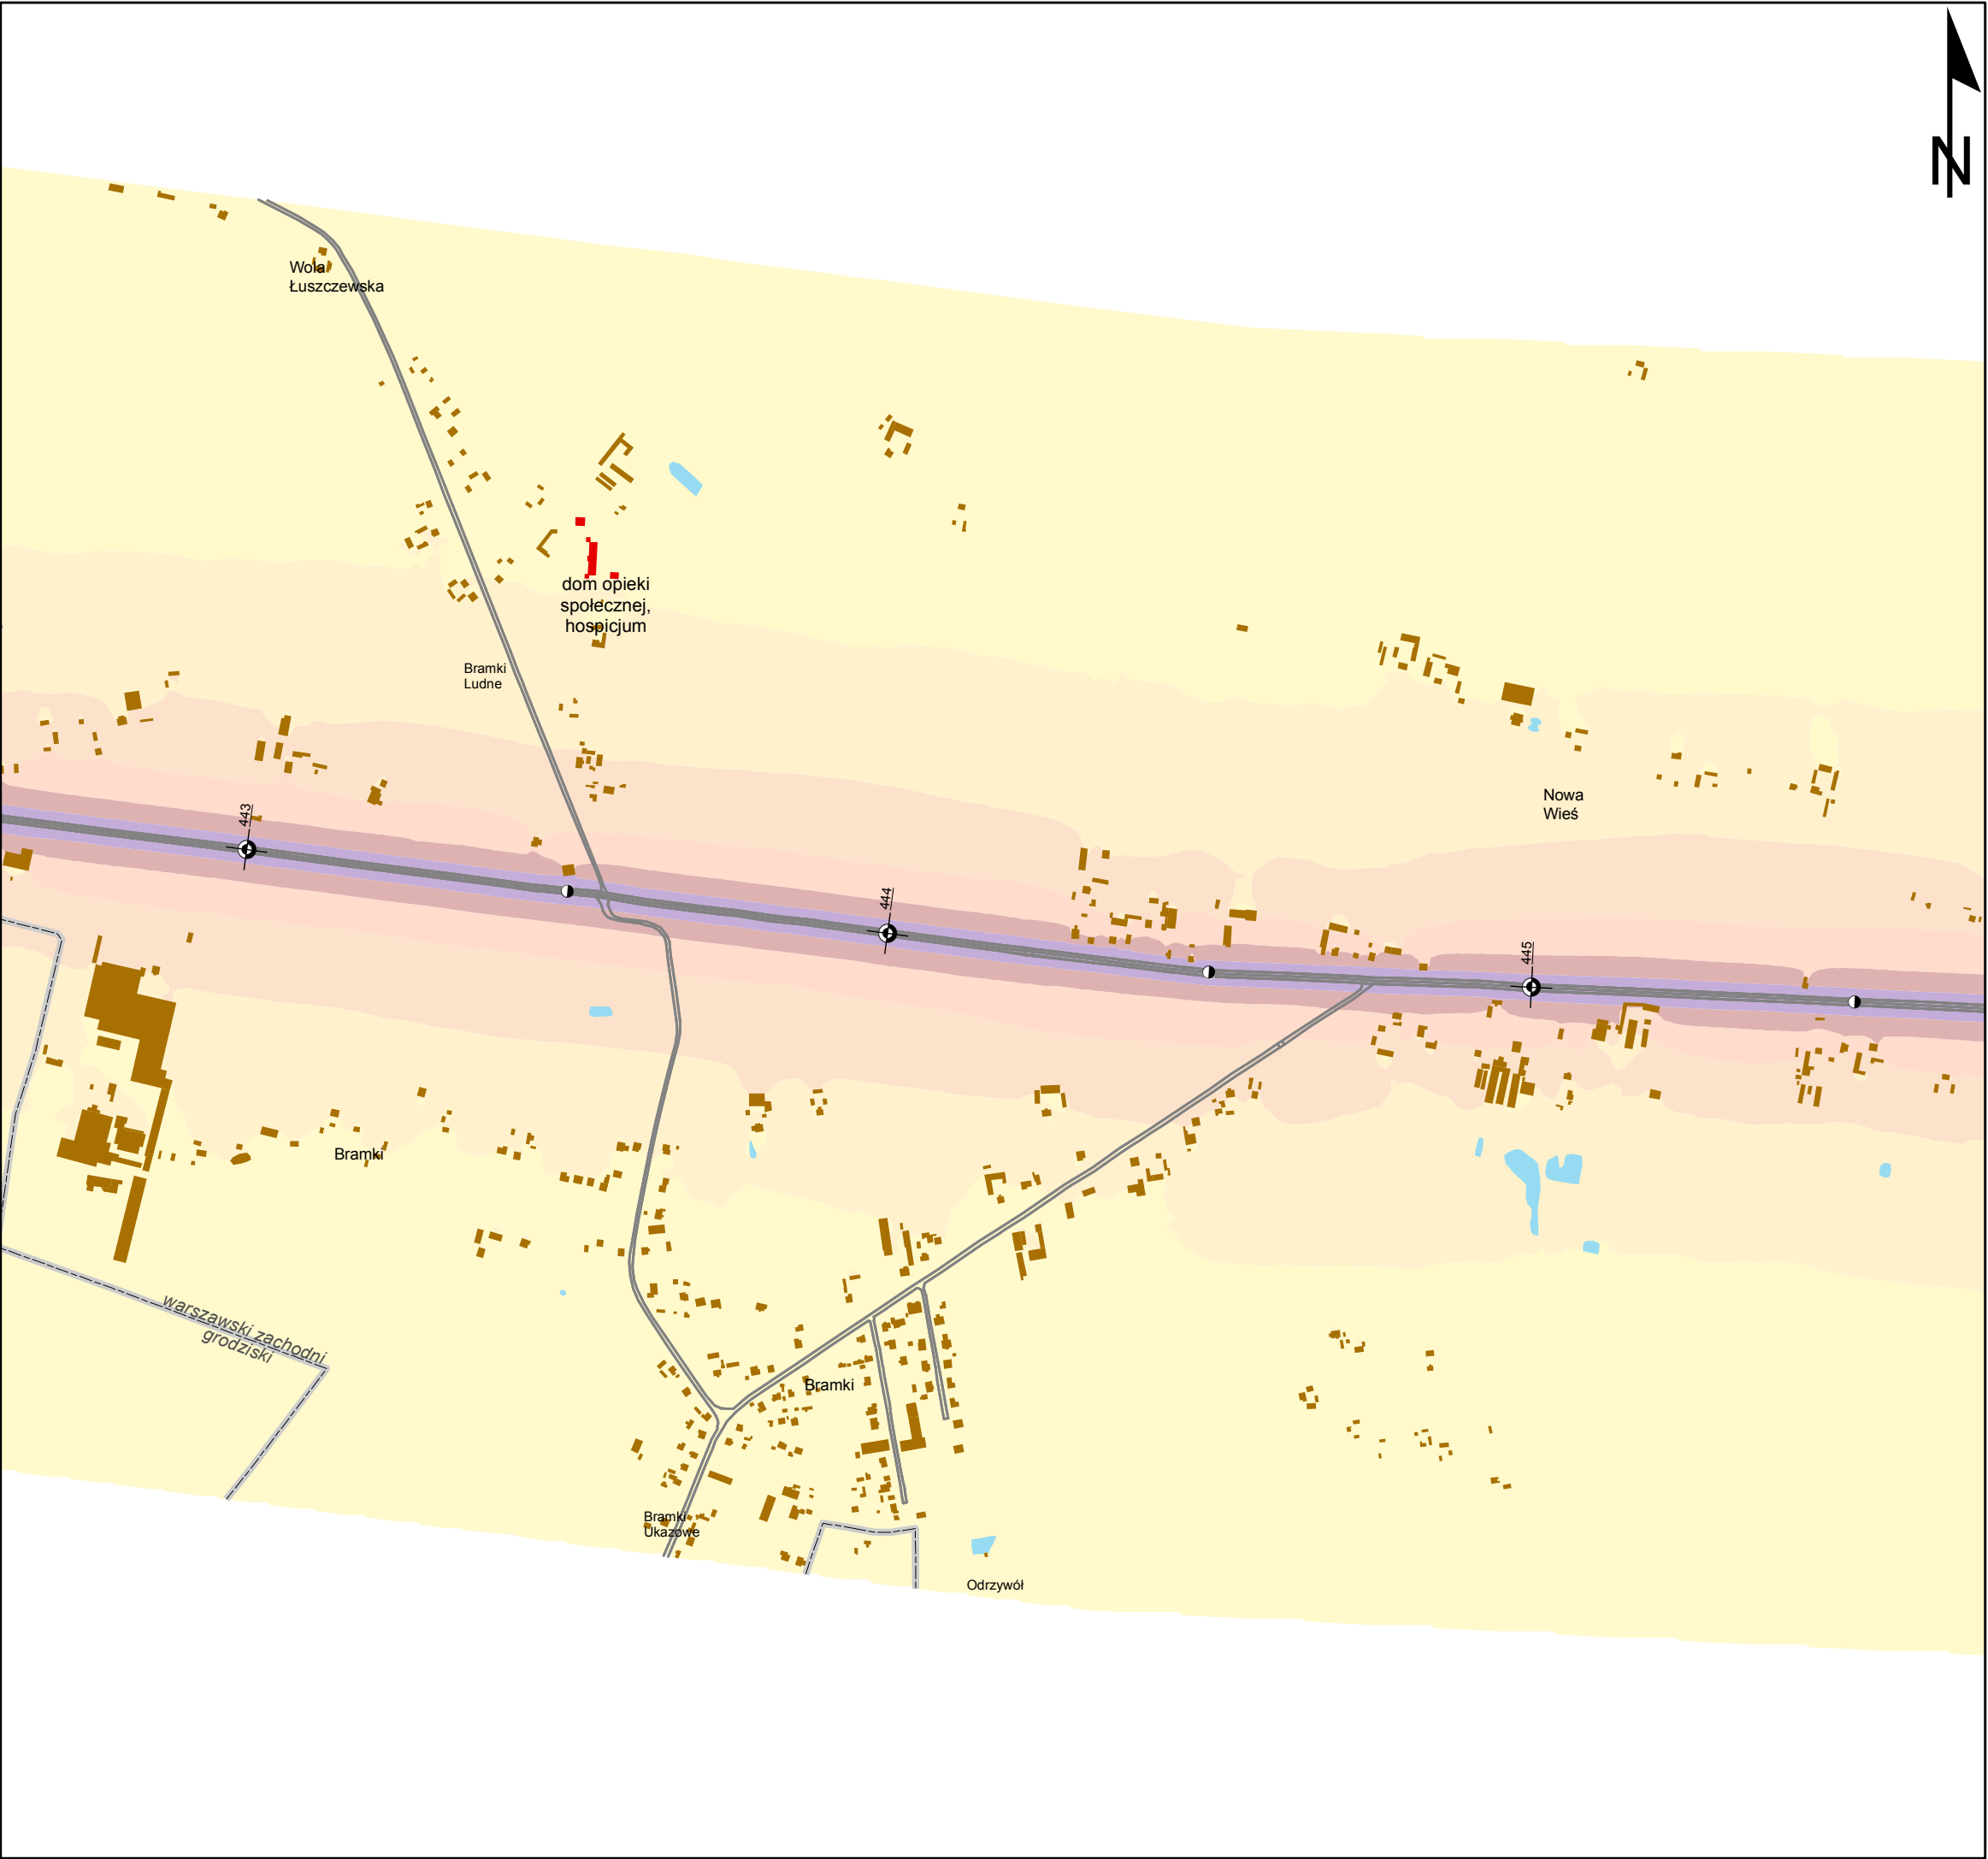 N
Wola
Łuszczewska
dom opieki
społecznej,
hospicjum
Bramki
Ludne
Nowa
Wieś
443
444
445
Bramki
warszawski zachodni
grodziski
Bramki
Bramki
Ukazowe
Odrzywół